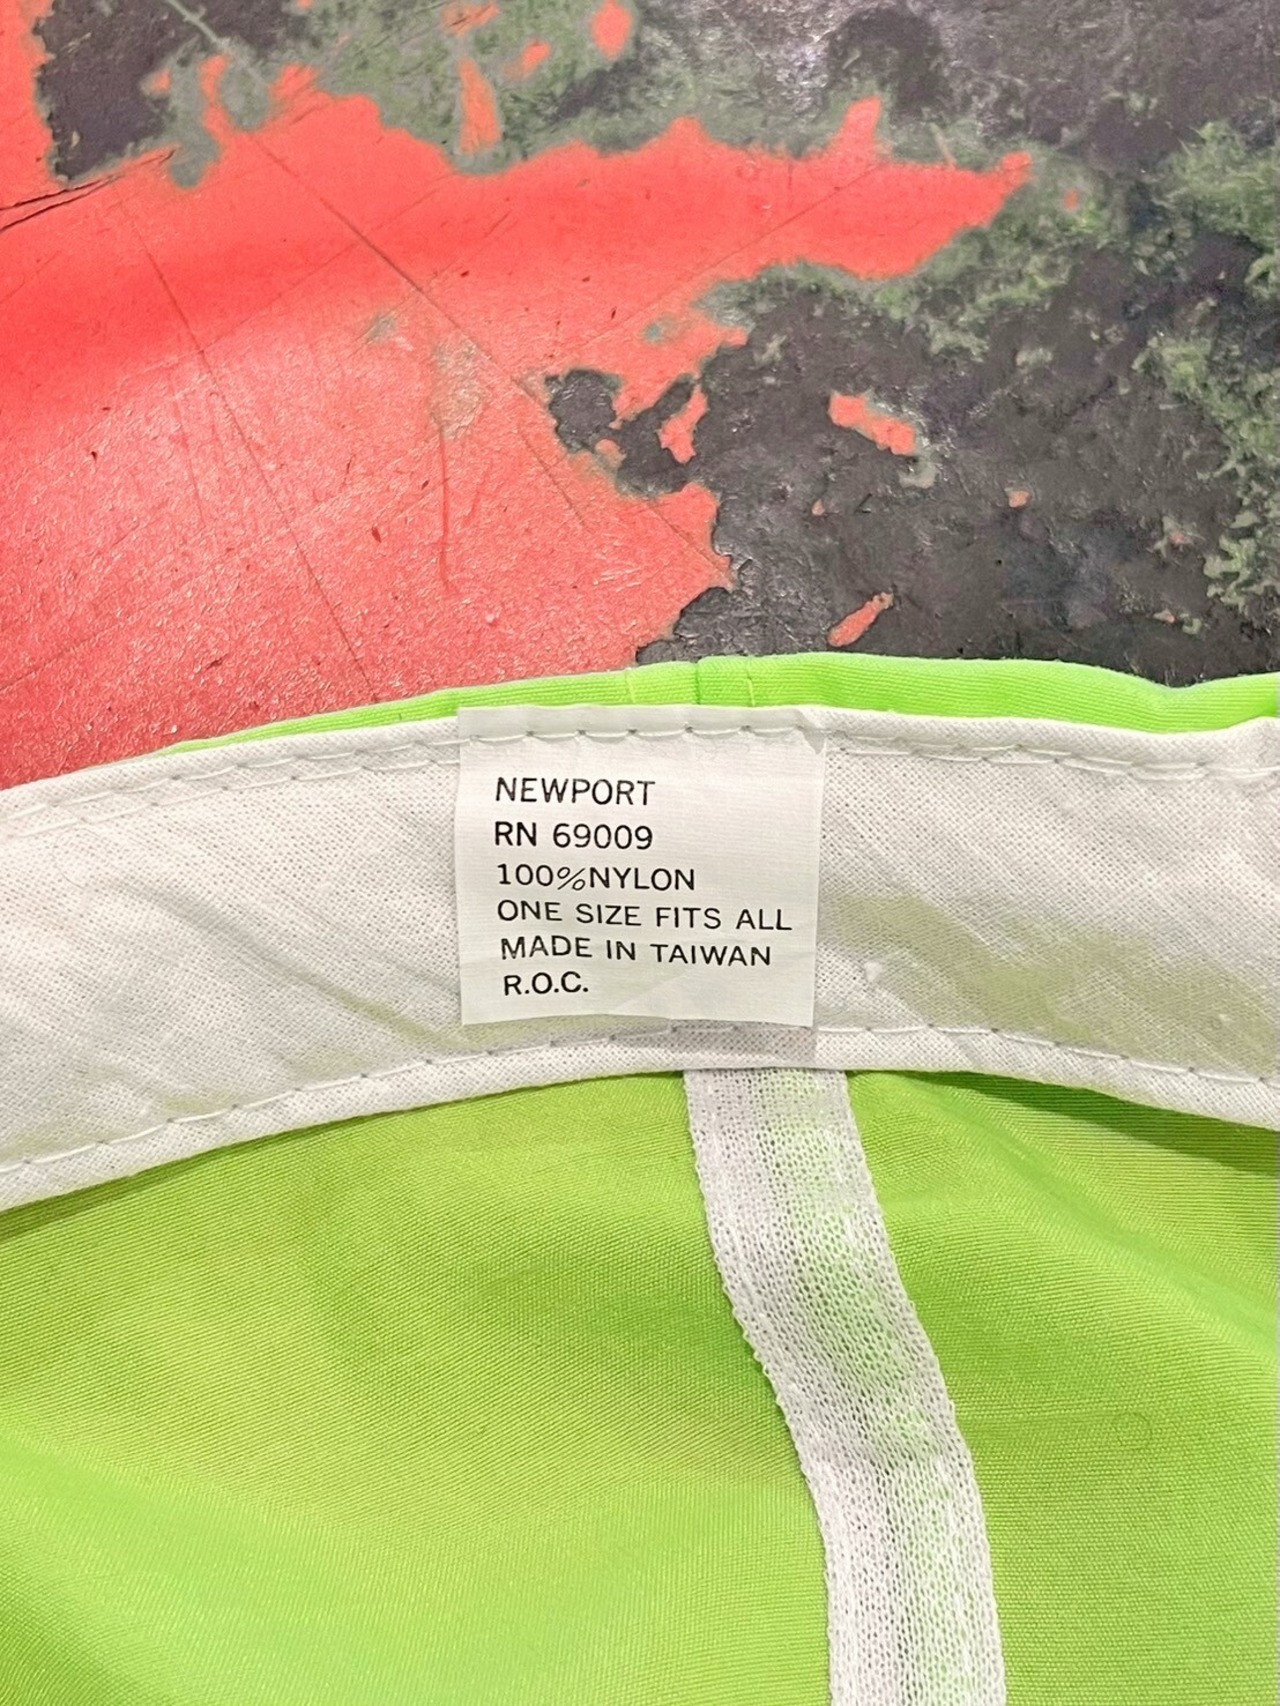 NEWPORT
RN 69009
100%NYLON
ONE SIZE FITS ALL
MADE IN TAIWAN
R.O.C.